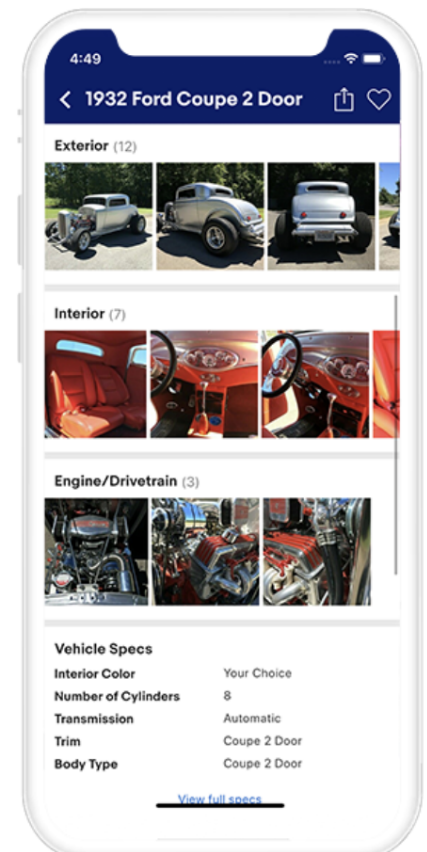 4:49
1932 Ford Coupe 2 Door
Exterior (12)
Interior (7)
Engine/Drivetrain (3)
Vehicle Specs
Interior Color Your Choice
Number of Cylinders 8
Transmission Automatic
Trim Coupe 2 Door
Body Type Coupe 2 Door
View full specs